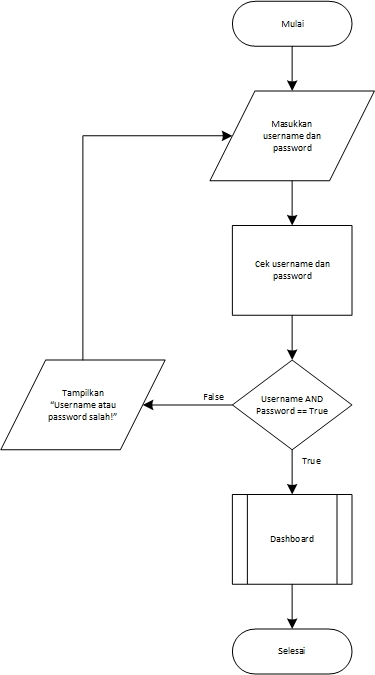 Mulai
Masukkan
username dan
password
Cek username dan
password
Username AND
Password == True
False
Tampilkan
“Username atau
password salah!”
True
Dashboard
Selesai